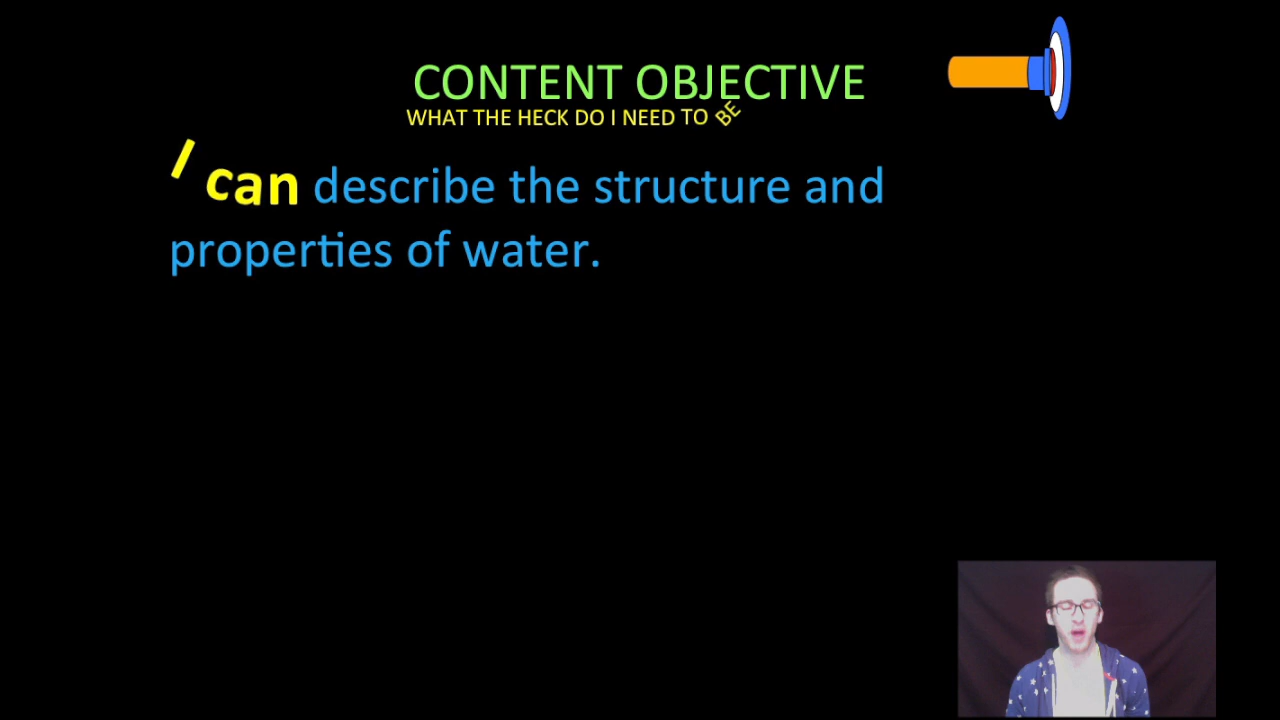 CONTENT OBJECTIVE
WHAT THE HECK DO I NEED TO BE
I can describe the structure and
properties of water.